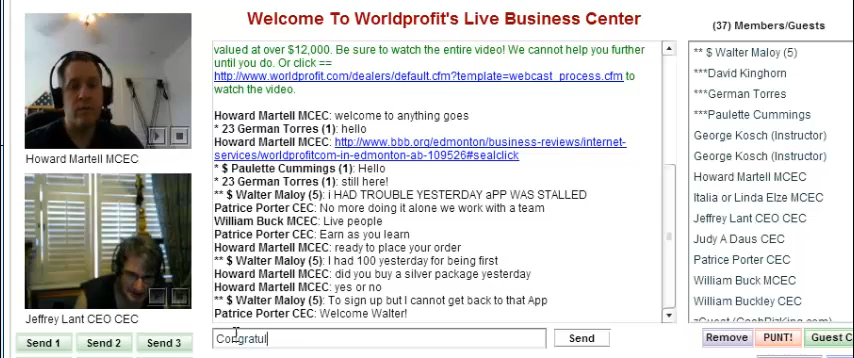 Welcome To Worldprofit's Live Business Center
(37) Members/Guests
valued at over $12,000. Be sure to watch the entire video! We cannot help you further
until you do. Or click ==
http://www.worldprofit.com/dealers/default.cfm?template=webcast_process.cfm to
watch the video.
Howard Martell MCEC: welcome to anything goes
* 23 German Torres (1): hello
Howard Martell MCEC: http://www.bbb.org/edmonton/business-reviews/internet-
services/worldprofitcom-in-edmonton-ab-109526#sealclick
* $ Paulette Cummings (1): Hello
* 23 German Torres (1): still here!
** $ Walter Maloy (5): i HAD TROUBLE YESTERDAY aPP WAS STALLED
Patrice Porter CEC: No more doing it alone we work with a team
William Buck MCEC: Live people
Patrice Porter CEC: Earn as you learn
Howard Martell MCEC: ready to place your order
** $ Walter Maloy (5): I had 100 yesterday for being first
Howard Martell MCEC: did you buy a silver package yesterday
Howard Martell MCEC: yes or no
** $ Walter Maloy (5): To sign up but I cannot get back to that App
Patrice Porter CEC: Welcome Walter!
Howard Martell MCEC
Jeffrey Lant CEO CEC
** $ Walter Maloy (5)
***David Kinghorn
***German Torres
***Paulette Cummings
George Kosch (Instructor)
George Kosch (Instructor)
Howard Martell MCEC
Italia or Linda Elze MCEC
Jeffrey Lant CEO CEC
Judy A Daus CEC
Patrice Porter CEC
William Buck MCEC
William Buckley CEC
zGuest (CashBizKing.com)
Send 1
Send 2
Send 3
Congratul
Send
Remove
PUNT!
Guest C